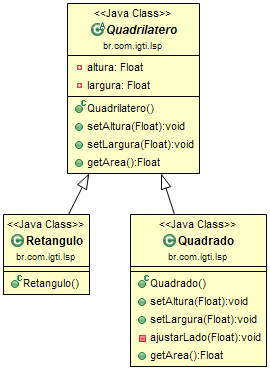 <<Java Class>>
Quadrilatero
br.com.igti.lsp
altura: Float
largura: Float
Quadrilatero()
setAltura(Float):void
setLargura(Float):void
getArea():Float
<<Java Class>>
Retangulo
br.com.igti.lsp
Retangulo()
<<Java Class>>
Quadrado
br.com.igti.lsp
Quadrado()
setAltura(Float):void
setLargura(Float):void
ajustarLado(Float):void
getArea():Float